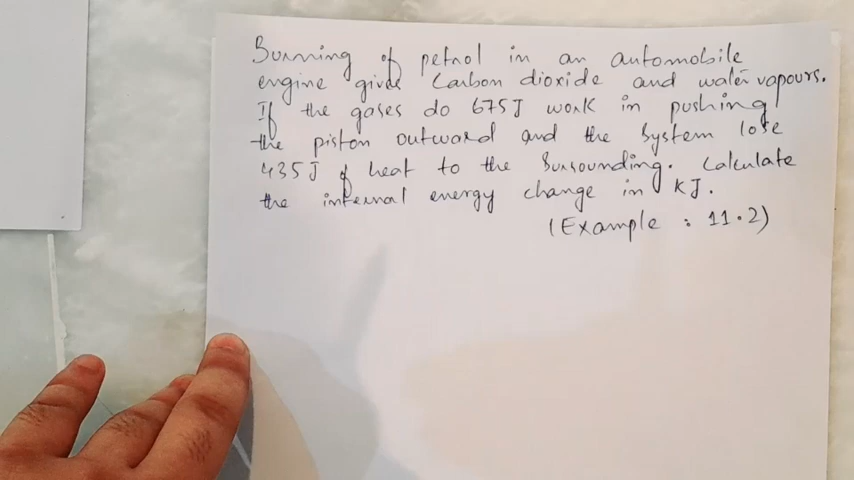 Burning of petrol in an automobile
engine gives Carbon dioxide and water vapours.
If the gases do 675J work in pushing
the piston outward and the System lose
435J of heat to the Surrounding. Calculate
the internal energy change in KJ.
(Example : 11.2)